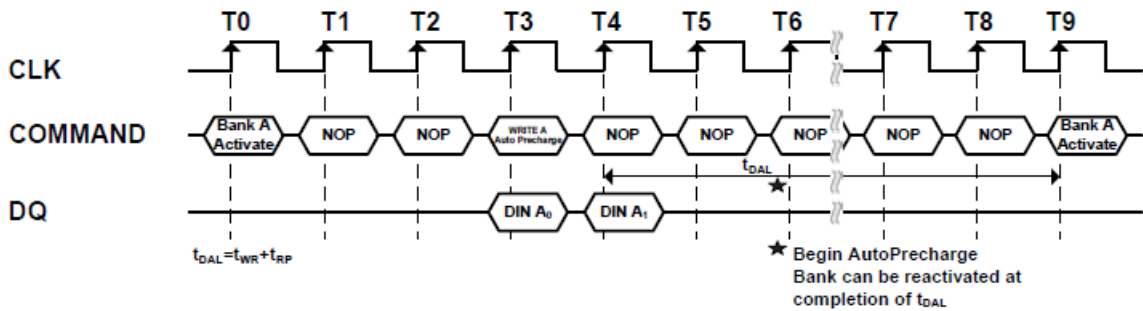 T0 T1 T2 T3 T4 T5 T6 T7 T8 T9
CLK
COMMAND
Bank A
Activate
NOP
NOP
WRITE A
Auto Precharge
NOP
NOP
NOP
NOP
NOP
Bank A
Activate
tDAL
DQ
DIN A0
DIN A1
tDAL=tWR+tRP
★ Begin AutoPrecharge
Bank can be reactivated at
completion of tDAL